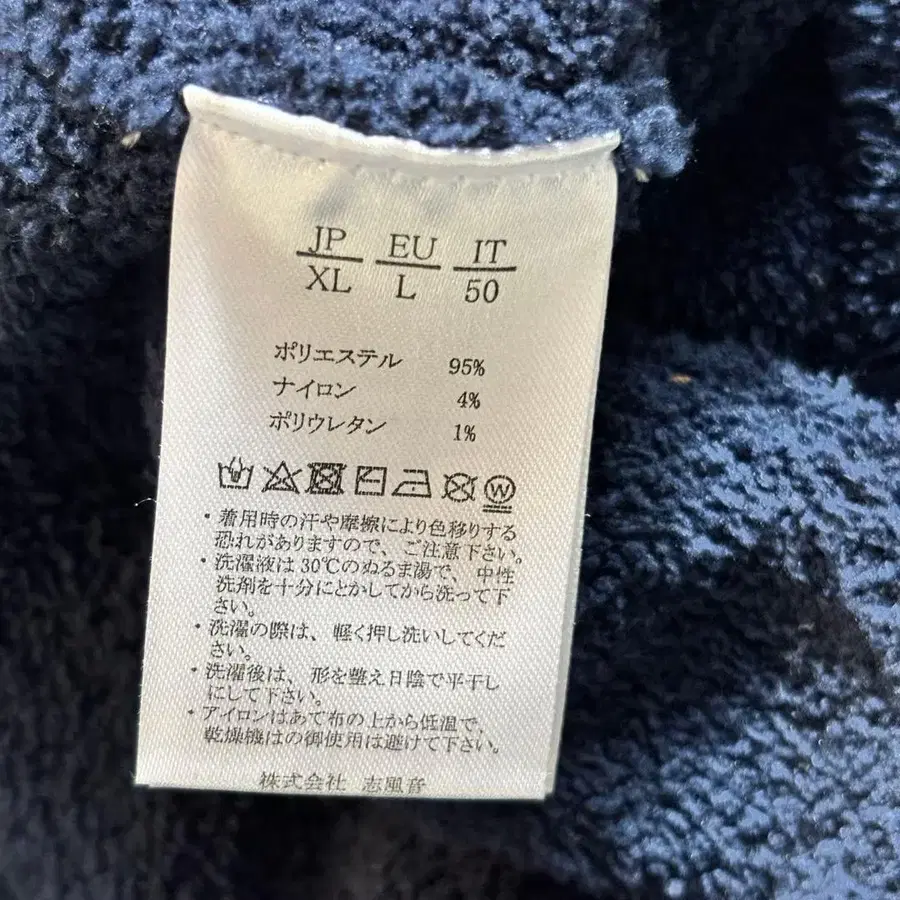 JP EU IT
XL L 50
ポリエステル 95%
ナイロン 4%
ポリウレタン 1%
W
・着用時の汗や摩擦により色移りする
恐れがありますので、ご注意下さい。
・洗濯液は30℃のぬるま湯で、中性
洗剤を十分にとかしてから洗って下
さい。
・洗濯の際は、軽く押し洗いしてくだ
さい。
・洗濯後は、形を整え日陰で平干し
にして下さい。
・アイロンはあて布の上から低温で、
乾燥機はの御使用は避けて下さい。
株式会社 志風音